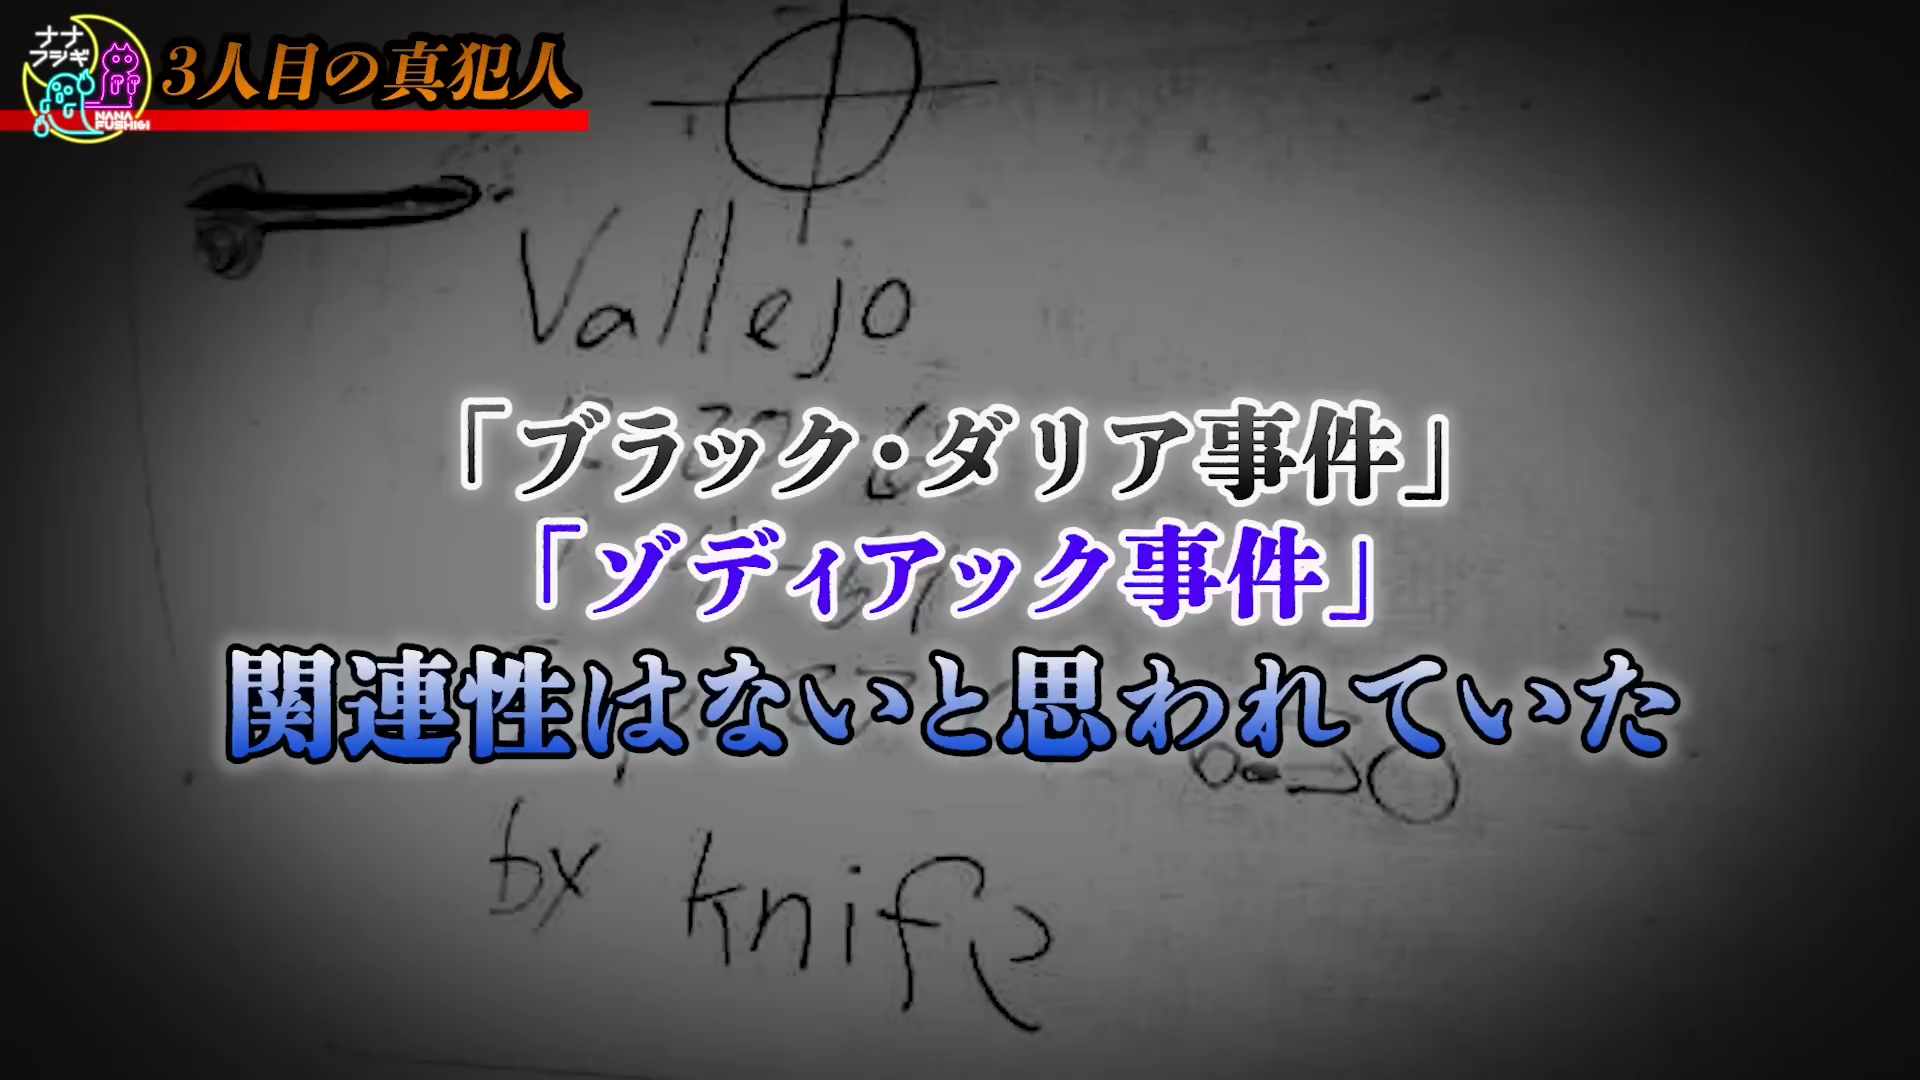 ナナ
フシギ
NANA
FUSHIGI
3人目の真犯人
Vallejo
「ブラック・ダリア事件」
「ゾディアック事件」
関連性はないと思われていた
by knife